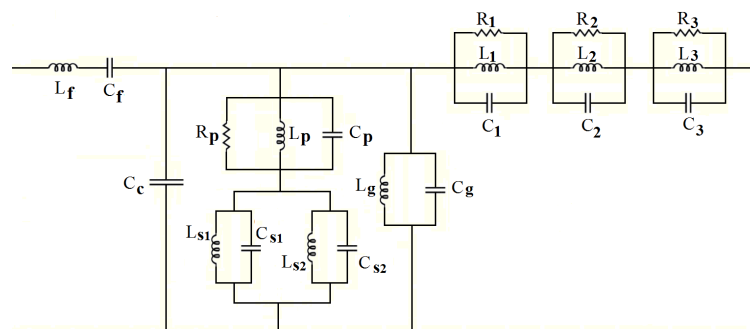 R1 R2 R3
L1 L2 L3
Lf Cf
C1 C2 C3
Rp Lp Cp
Cc Lg Cg
Ls1 Cs1 Ls2 Cs2